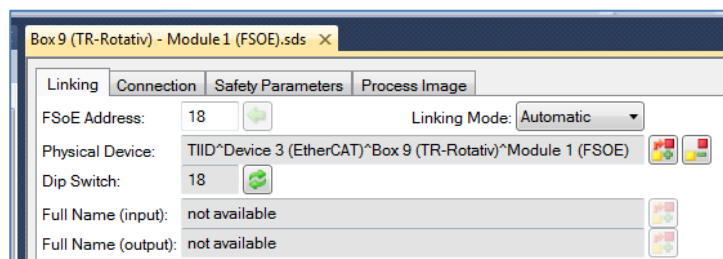 Box 9 (TR-Rotativ) - Module 1 (FSOE).sds
Linking Connection Safety Parameters Process Image
FSoE Address: 18 Linking Mode: Automatic
Physical Device: TIID^Device 3 (EtherCAT)^Box 9 (TR-Rotativ)^Module 1 (FSOE)
Dip Switch: 18
Full Name (input): not available
Full Name (output): not available